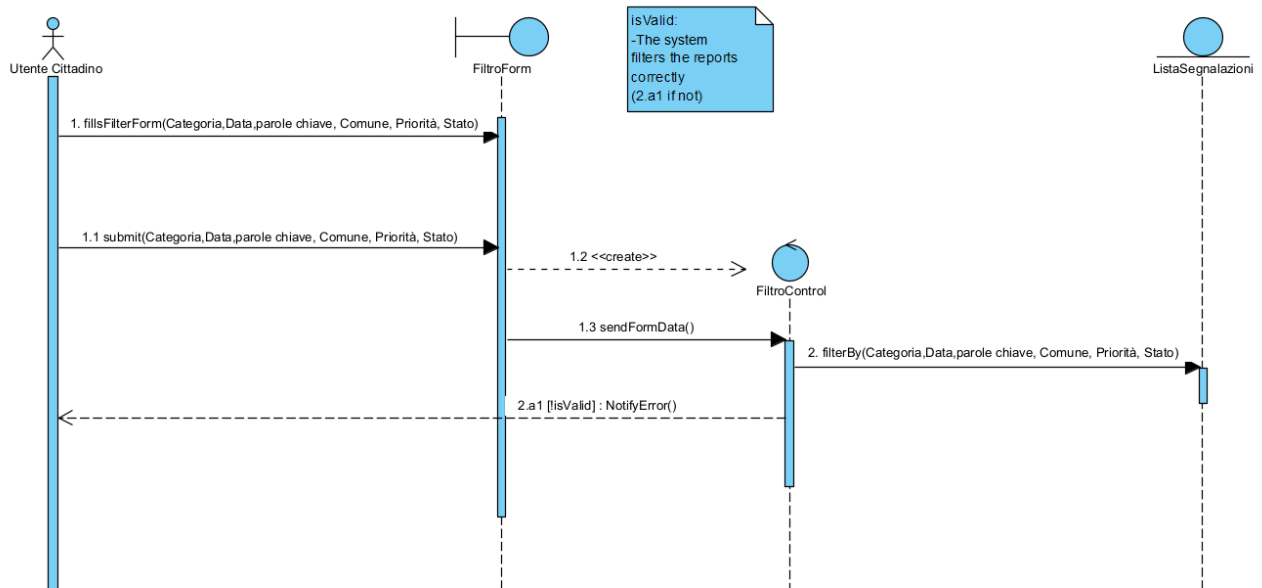 isValid:
-The system
filters the reports
correctly
(2.a1 if not)
Utente Cittadino
FiltroForm
ListaSegnalazioni
1. fillsFilterForm(Categoria,Data,parole chiave, Comune, Priorità, Stato)
1.1 submit(Categoria,Data,parole chiave, Comune, Priorità, Stato)
1.2 <<create>>
FiltroControl
1.3 sendFormData()
2. filterBy(Categoria,Data,parole chiave, Comune, Priorità, Stato)
2.a1 [!isValid] : NotifyError()